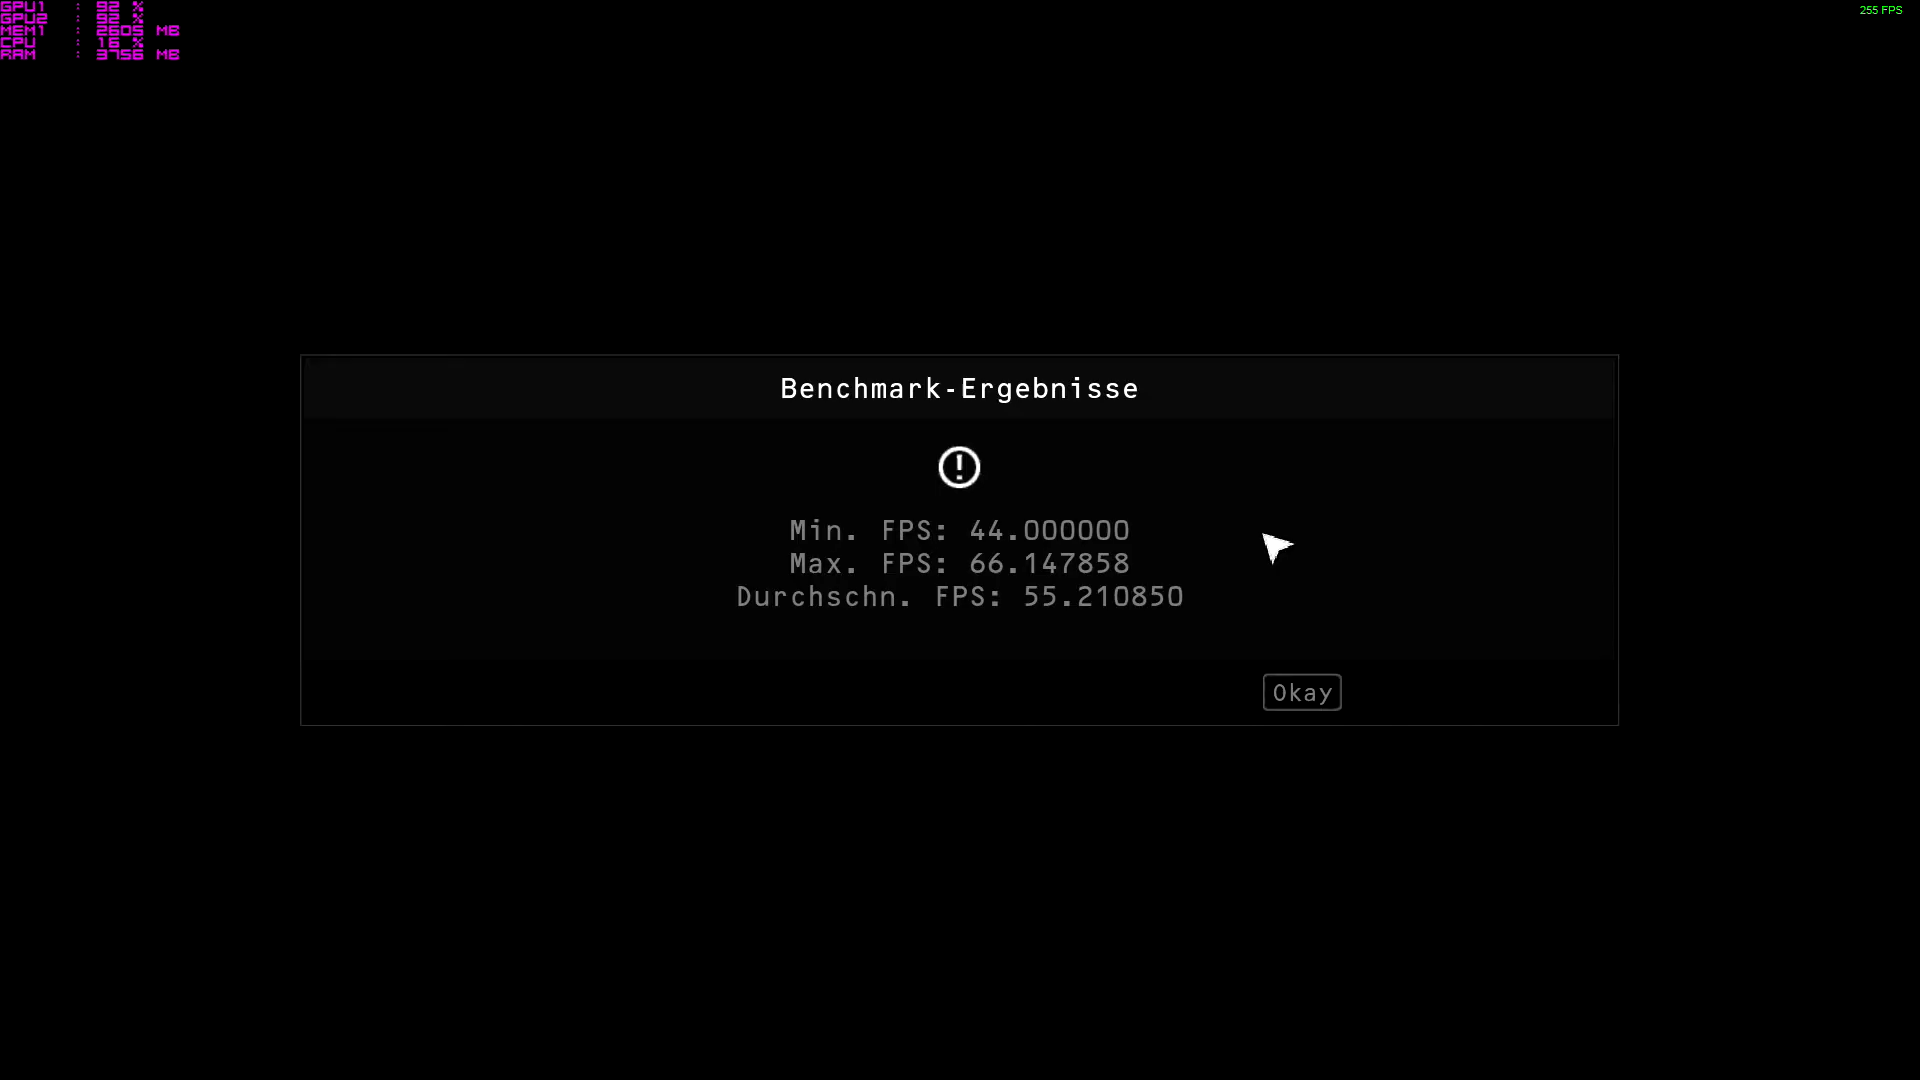 GPU1 : 92 %
GPU2 : 92 %
MEM1 : 2605 MB
CPU : 16 %
RAM : 3756 MB
255 FPS
Benchmark-Ergebnisse
Min. FPS: 44.000000
Max. FPS: 66.147858
Durchschn. FPS: 55.210850
Okay